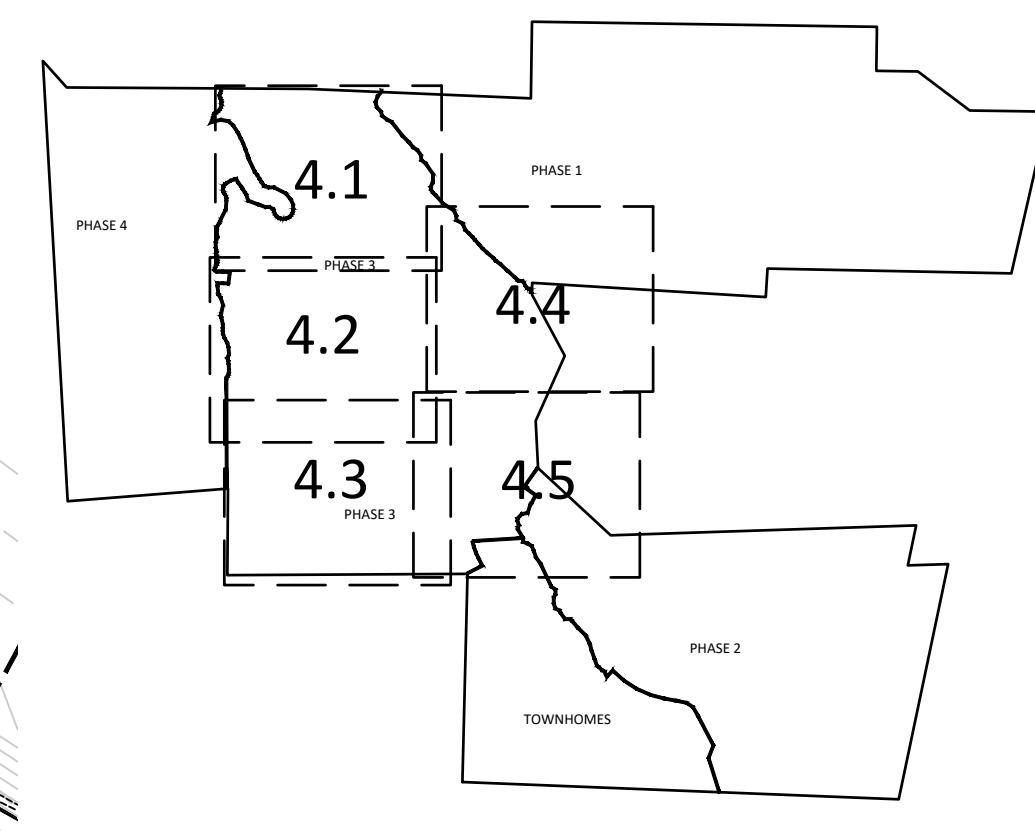 PHASE 1
4.1
PHASE 4
PHASE 3
4.4
4.2
4.3
4.5
PHASE 3
PHASE 2
TOWNHOMES